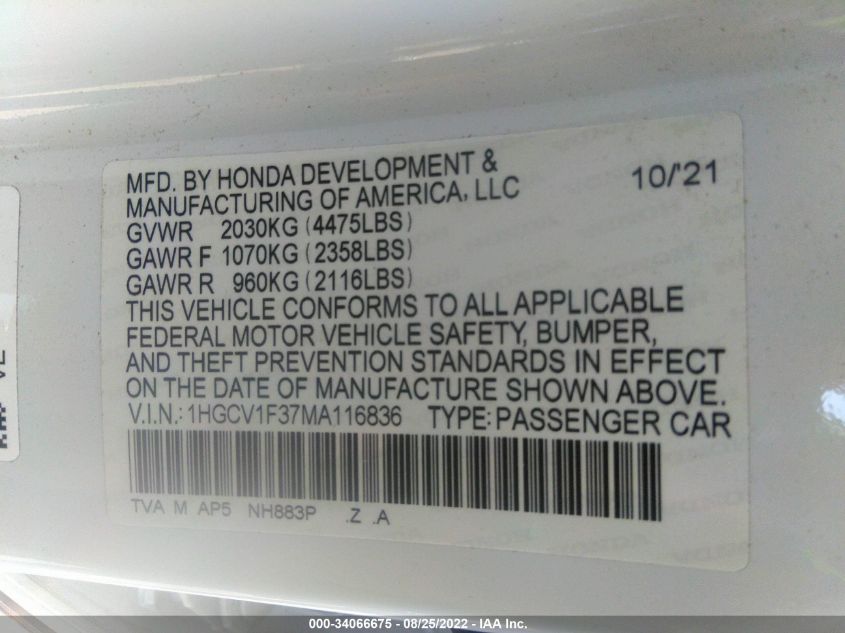 MFD. BY HONDA DEVELOPMENT & 10/'21
MANUFACTURING OF AMERICA, LLC
GVWR 2030KG (4475LBS)
GAWR F 1070KG (2358LBS)
GAWR R 960KG (2116LBS)
THIS VEHICLE CONFORMS TO ALL APPLICABLE
FEDERAL MOTOR VEHICLE SAFETY, BUMPER,
AND THEFT PREVENTION STANDARDS IN EFFECT
ON THE DATE OF MANUFACTURE SHOWN ABOVE.
V.I.N.: 1HGCV1F37MA116836 TYPE: PASSENGER CAR
TVA M AP5 NH883P .Z .A
000-34066675 - 08/25/2022 - IAA Inc.